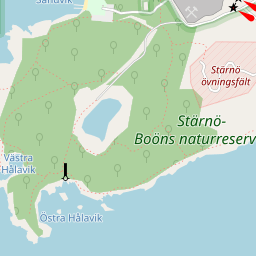 Sandvik
Stärnö
övningsfält
Stärnö-
Boöns naturreserv
Västra
Hålavik
Östra Hålavik